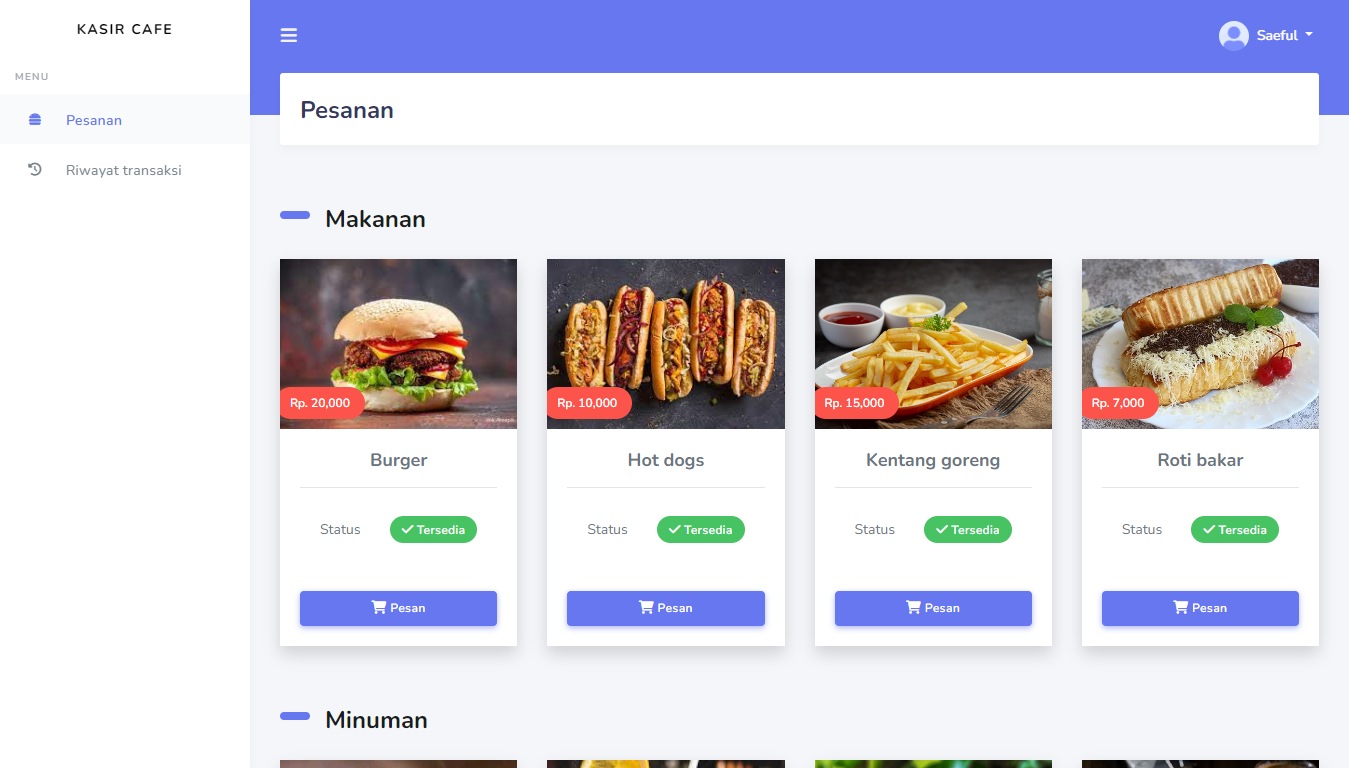 KASIR CAFE
Saeful
MENU
Pesanan
Riwayat transaksi
Pesanan
Makanan
Rp. 20,000
Rp. 10,000
Rp. 15,000
Rp. 7,000
Burger
Hot dogs
Kentang goreng
Roti bakar
Status Tersedia
Status Tersedia
Status Tersedia
Status Tersedia
Pesan
Pesan
Pesan
Pesan
Minuman